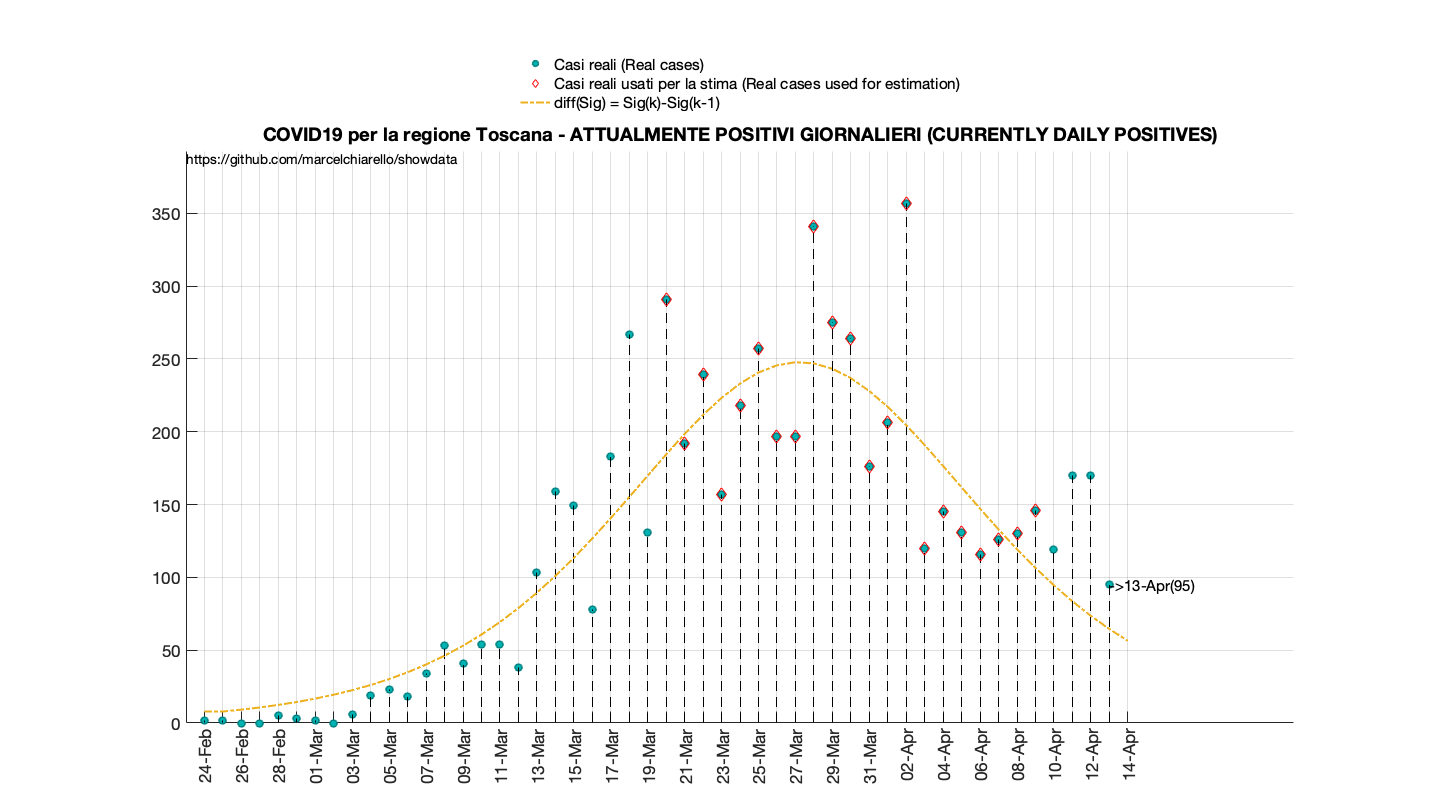 Casi reali (Real cases)
Casi reali usati per la stima (Real cases used for estimation)
diff(Sig) = Sig(k)-Sig(k-1)
COVID19 per la regione Toscana - ATTUALMENTE POSITIVI GIORNALIERI (CURRENTLY DAILY POSITIVES)
https://github.com/marcelchiarello/showdata
350
300
250
200
150
100
50
0
->13-Apr(95)
24-Feb
26-Feb
28-Feb
01-Mar
03-Mar
05-Mar
07-Mar
09-Mar
11-Mar
13-Mar
15-Mar
17-Mar
19-Mar
21-Mar
23-Mar
25-Mar
27-Mar
29-Mar
31-Mar
02-Apr
04-Apr
06-Apr
08-Apr
10-Apr
12-Apr
14-Apr